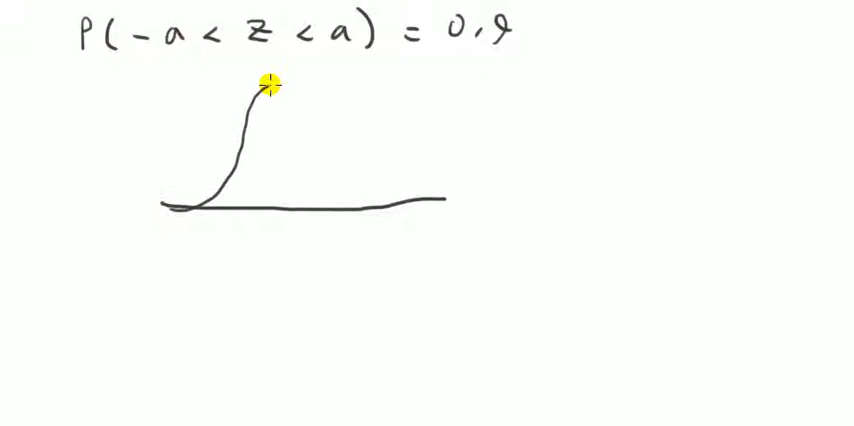 P(-a < z < a) = 0,9